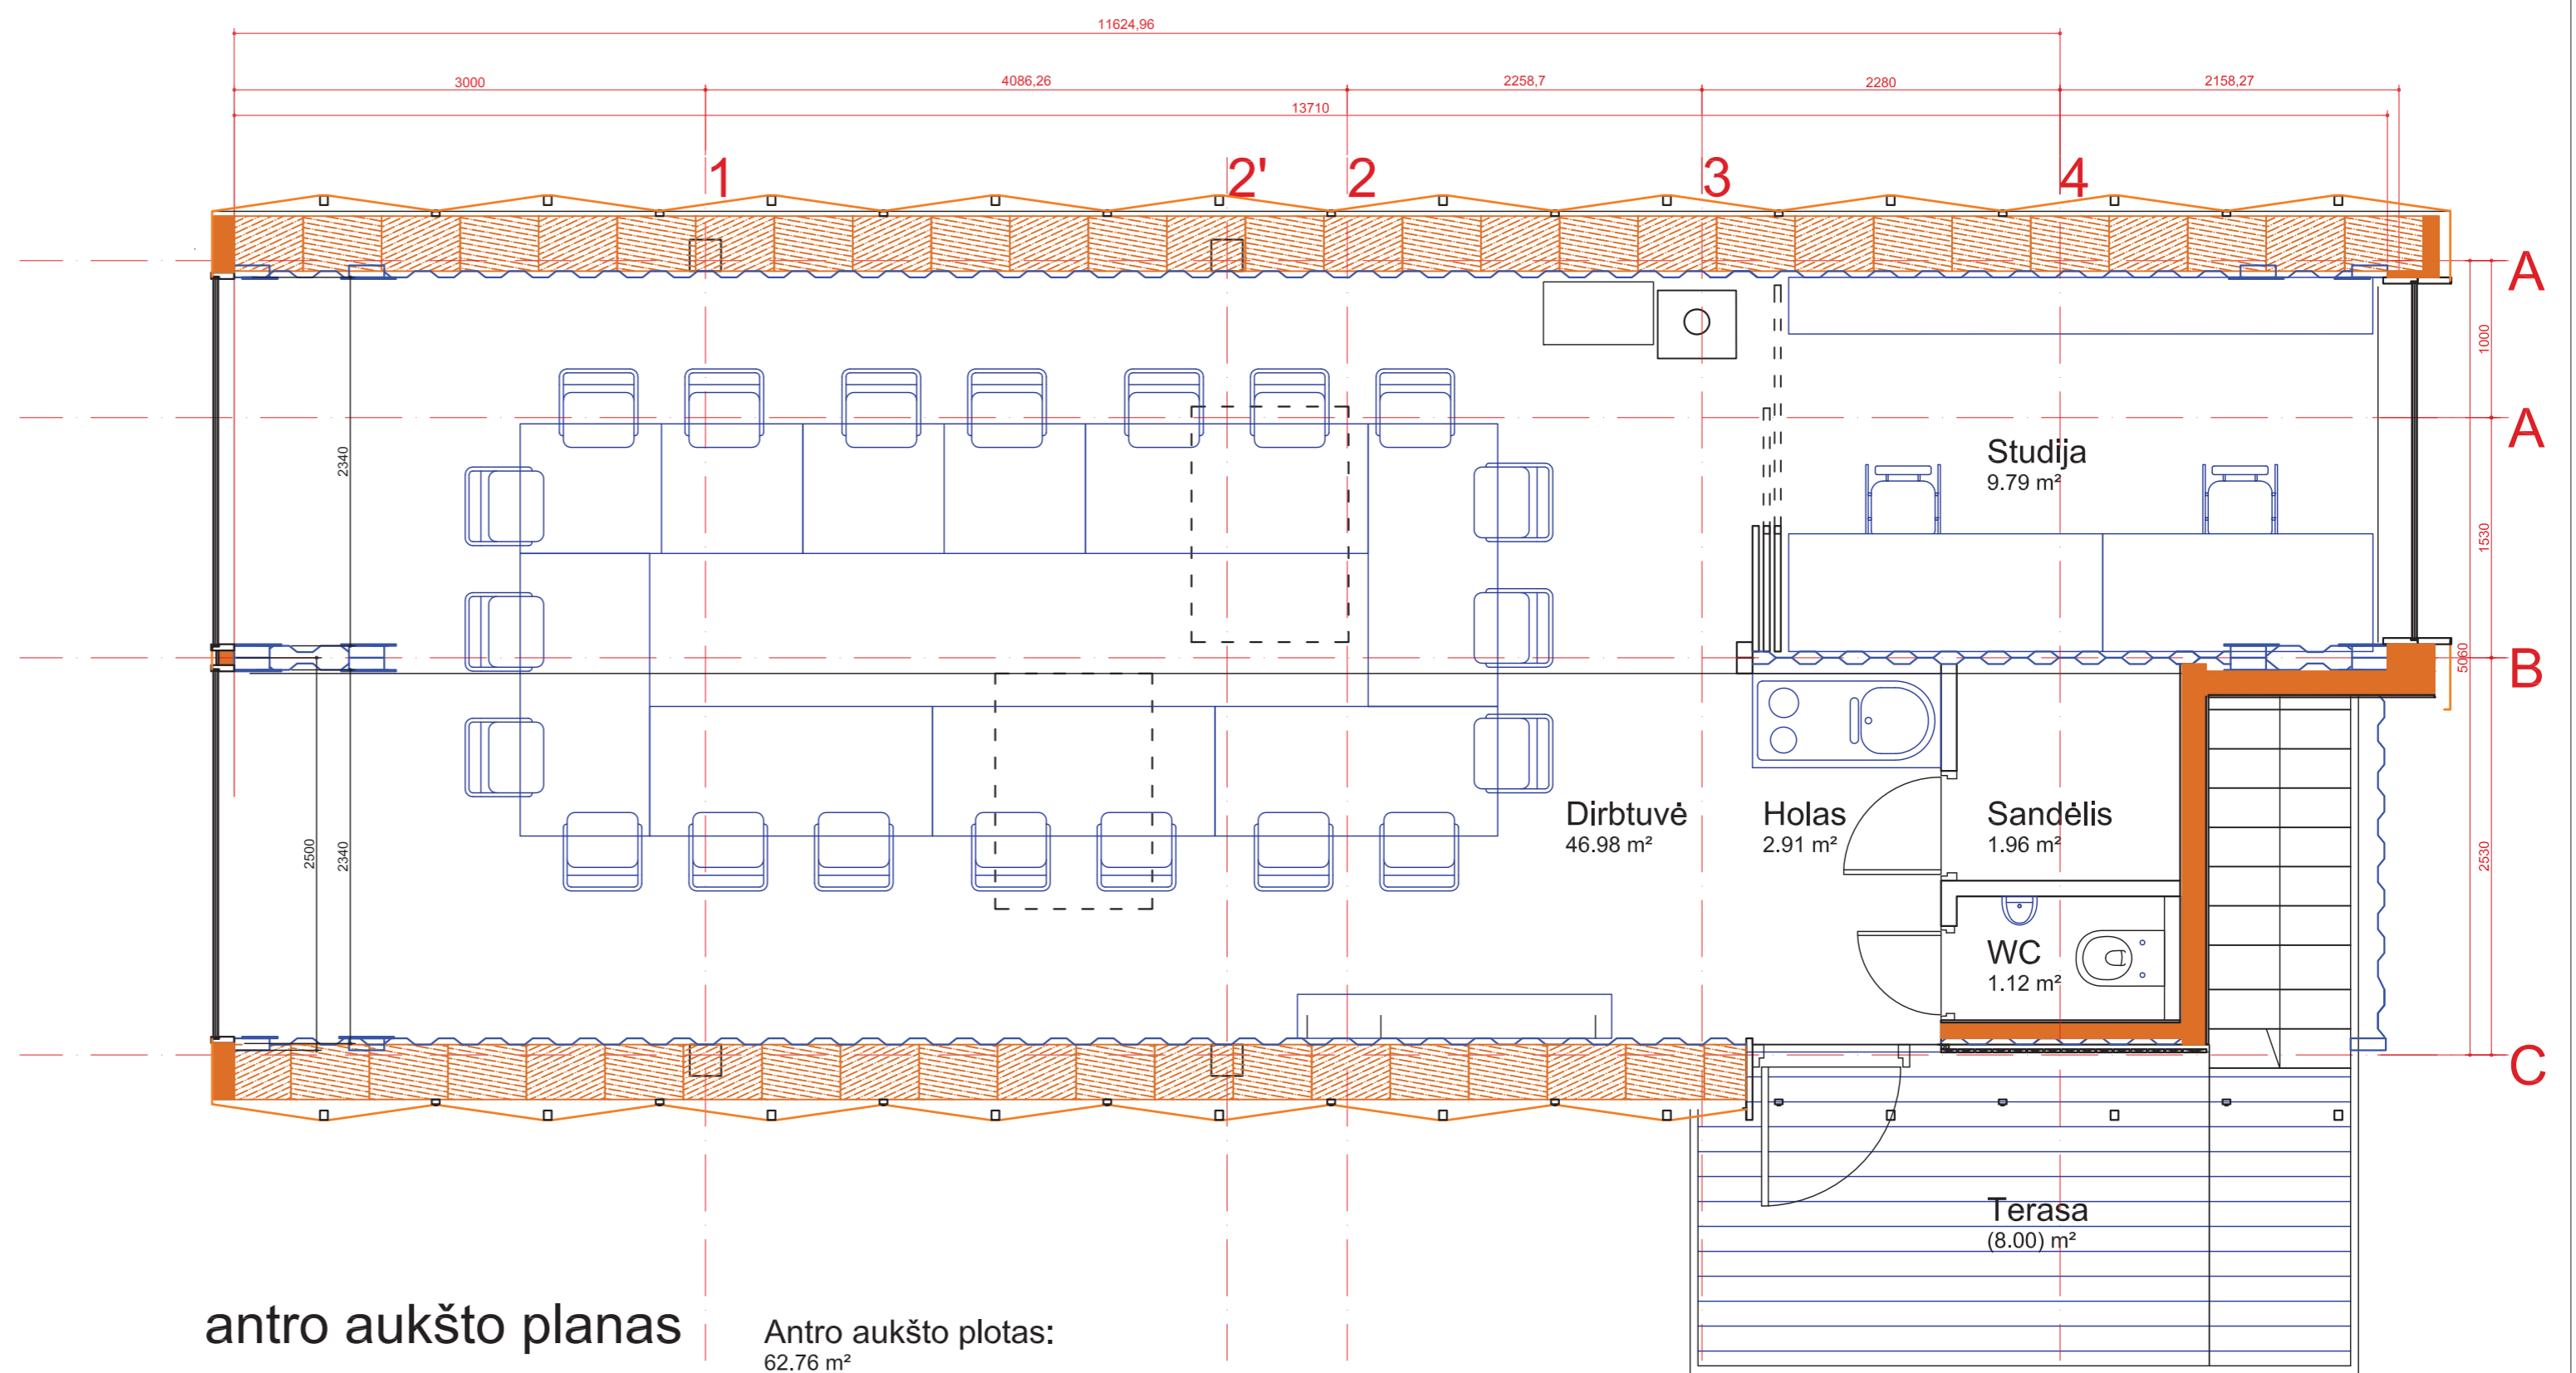 11624,96
3000
4086,26
2258,7
2280
2158,27
13710
1
2'
2
3
4
A
1000
A
2340
Studija
9.79 m²
1530
5060
B
2500
2340
Dirbtuvė
46.98 m²
Holas
2.91 m²
Sandėlis
1.96 m²
2530
WC
1.12 m²
C
Terasa
(8.00) m²
antro aukšto planas
Antro aukšto plotas:
62.76 m²